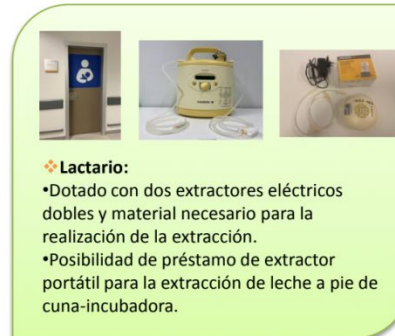 ❖Lactario:
•Dotado con dos extractores eléctricos
dobles y material necesario para la
realización de la extracción.
•Posibilidad de préstamo de extractor
portátil para la extracción de leche a pie de
cuna-incubadora.